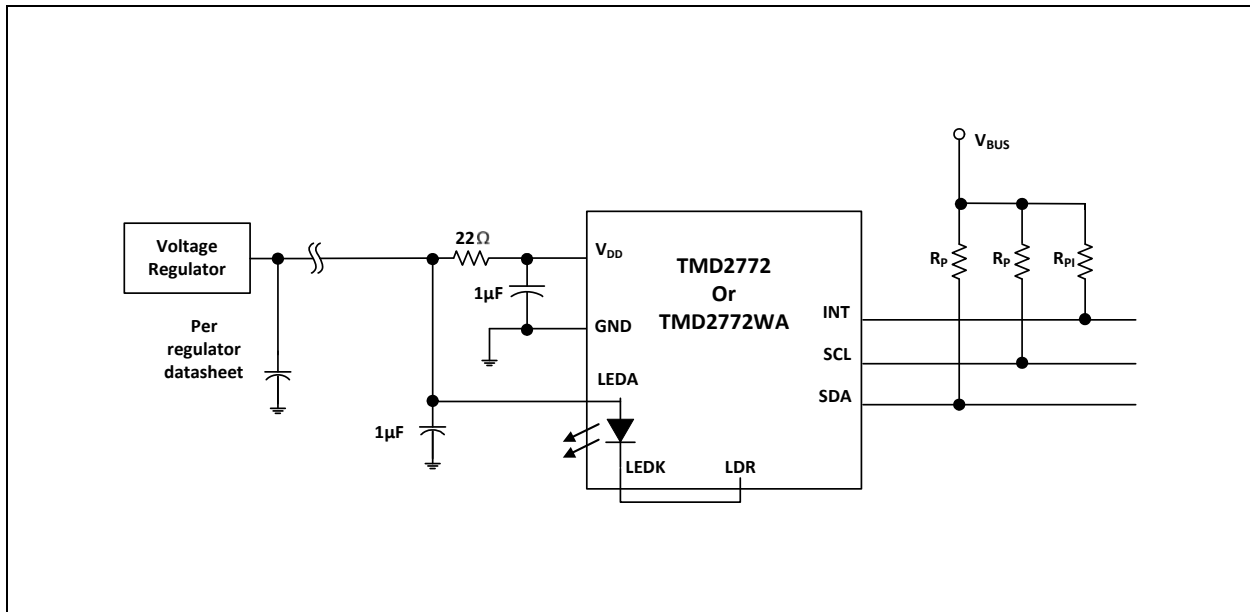 Voltage
Regulator
Per
regulator
datasheet
22Ω
1µF
1µF
V_DD
GND
LEDA
LEDK
LDR
TMD2772
Or
TMD2772WA
INT
SCL
SDA
V_BUS
R_P
R_P
R_PI